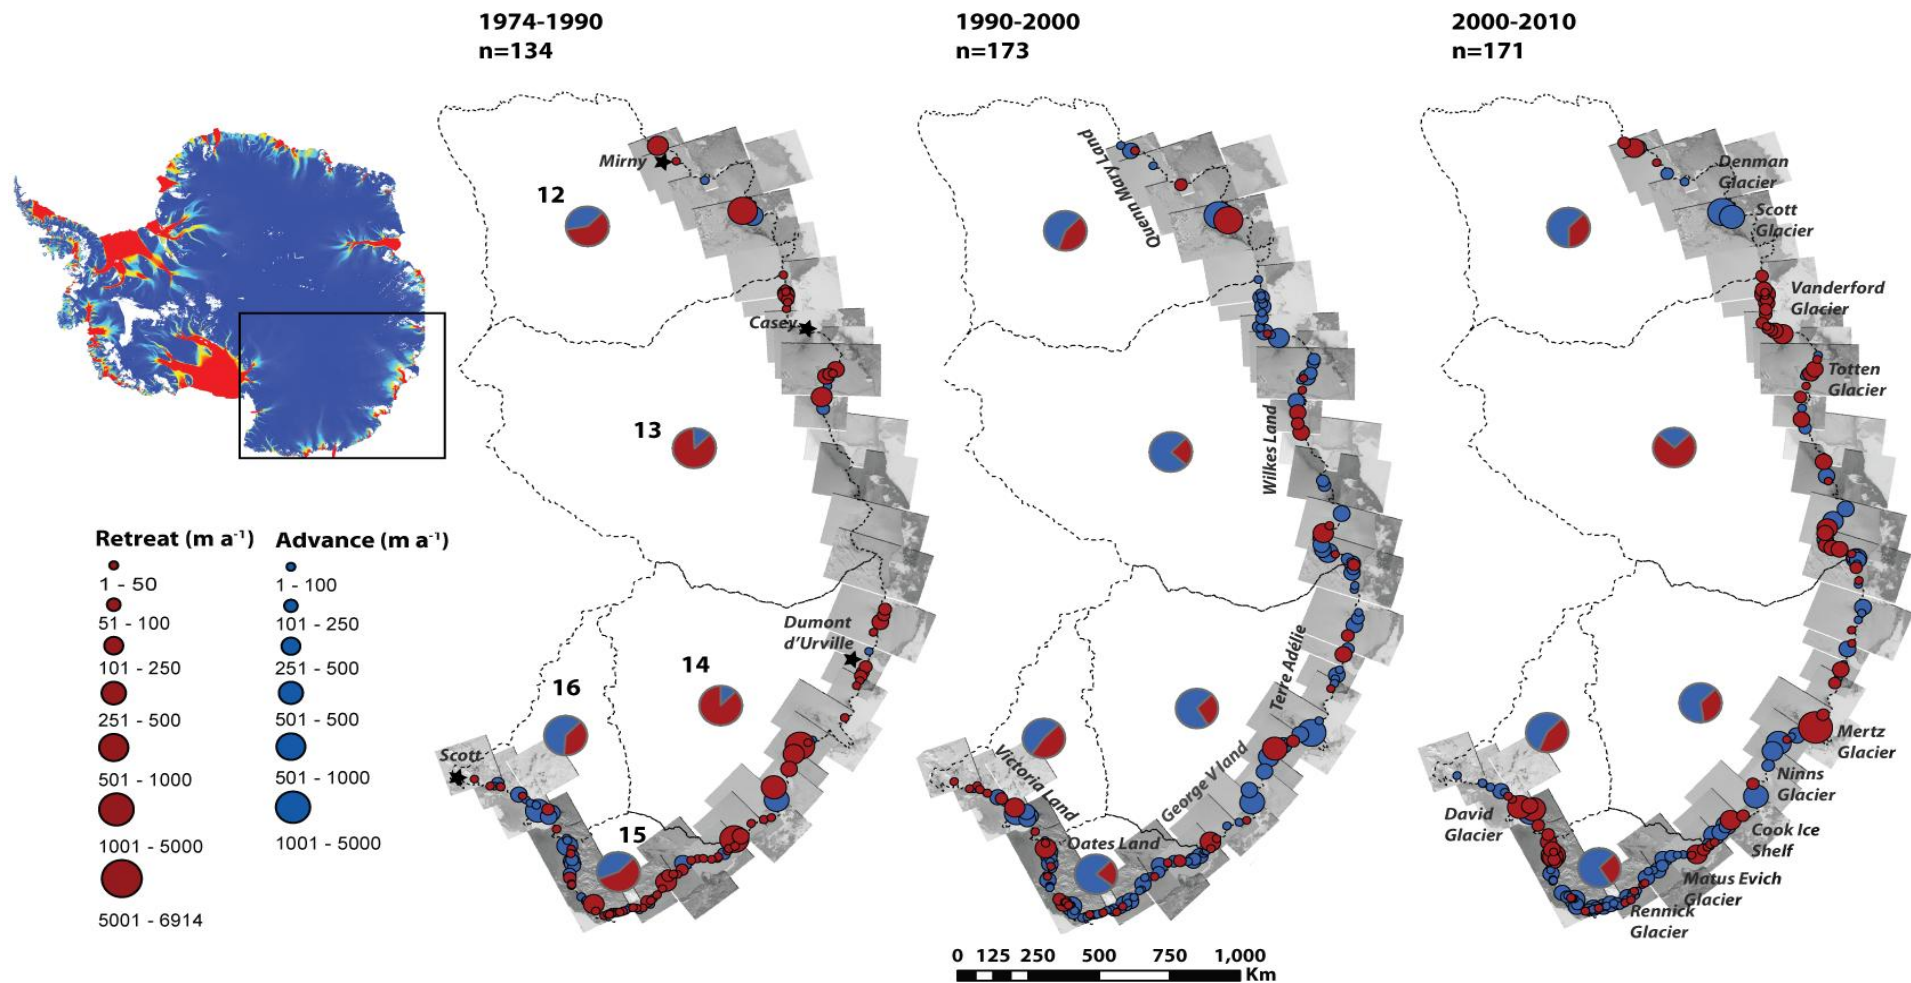 1974-1990
n=134
1990-2000
n=173
2000-2010
n=171
Mirny
12
Casey
13
Dumont
d'Urville
14
16
Scott
15
Quenn Mary Land
Wilkes Land
Terre Adélie
George V land
Victoria Land
Oates Land
Denman
Glacier
Scott
Glacier
Vanderford
Glacier
Totten
Glacier
Mertz
Glacier
Ninns
Glacier
Cook Ice
Shelf
David
Glacier
Matus Evich
Glacier
Rennick
Glacier
Retreat (m a⁻¹)
1 - 50
51 - 100
101 - 250
251 - 500
501 - 1000
1001 - 5000
5001 - 6914
Advance (m a⁻¹)
1 - 100
101 - 250
251 - 500
501 - 500
501 - 1000
1001 - 5000
0 125 250 500 750 1,000
Km